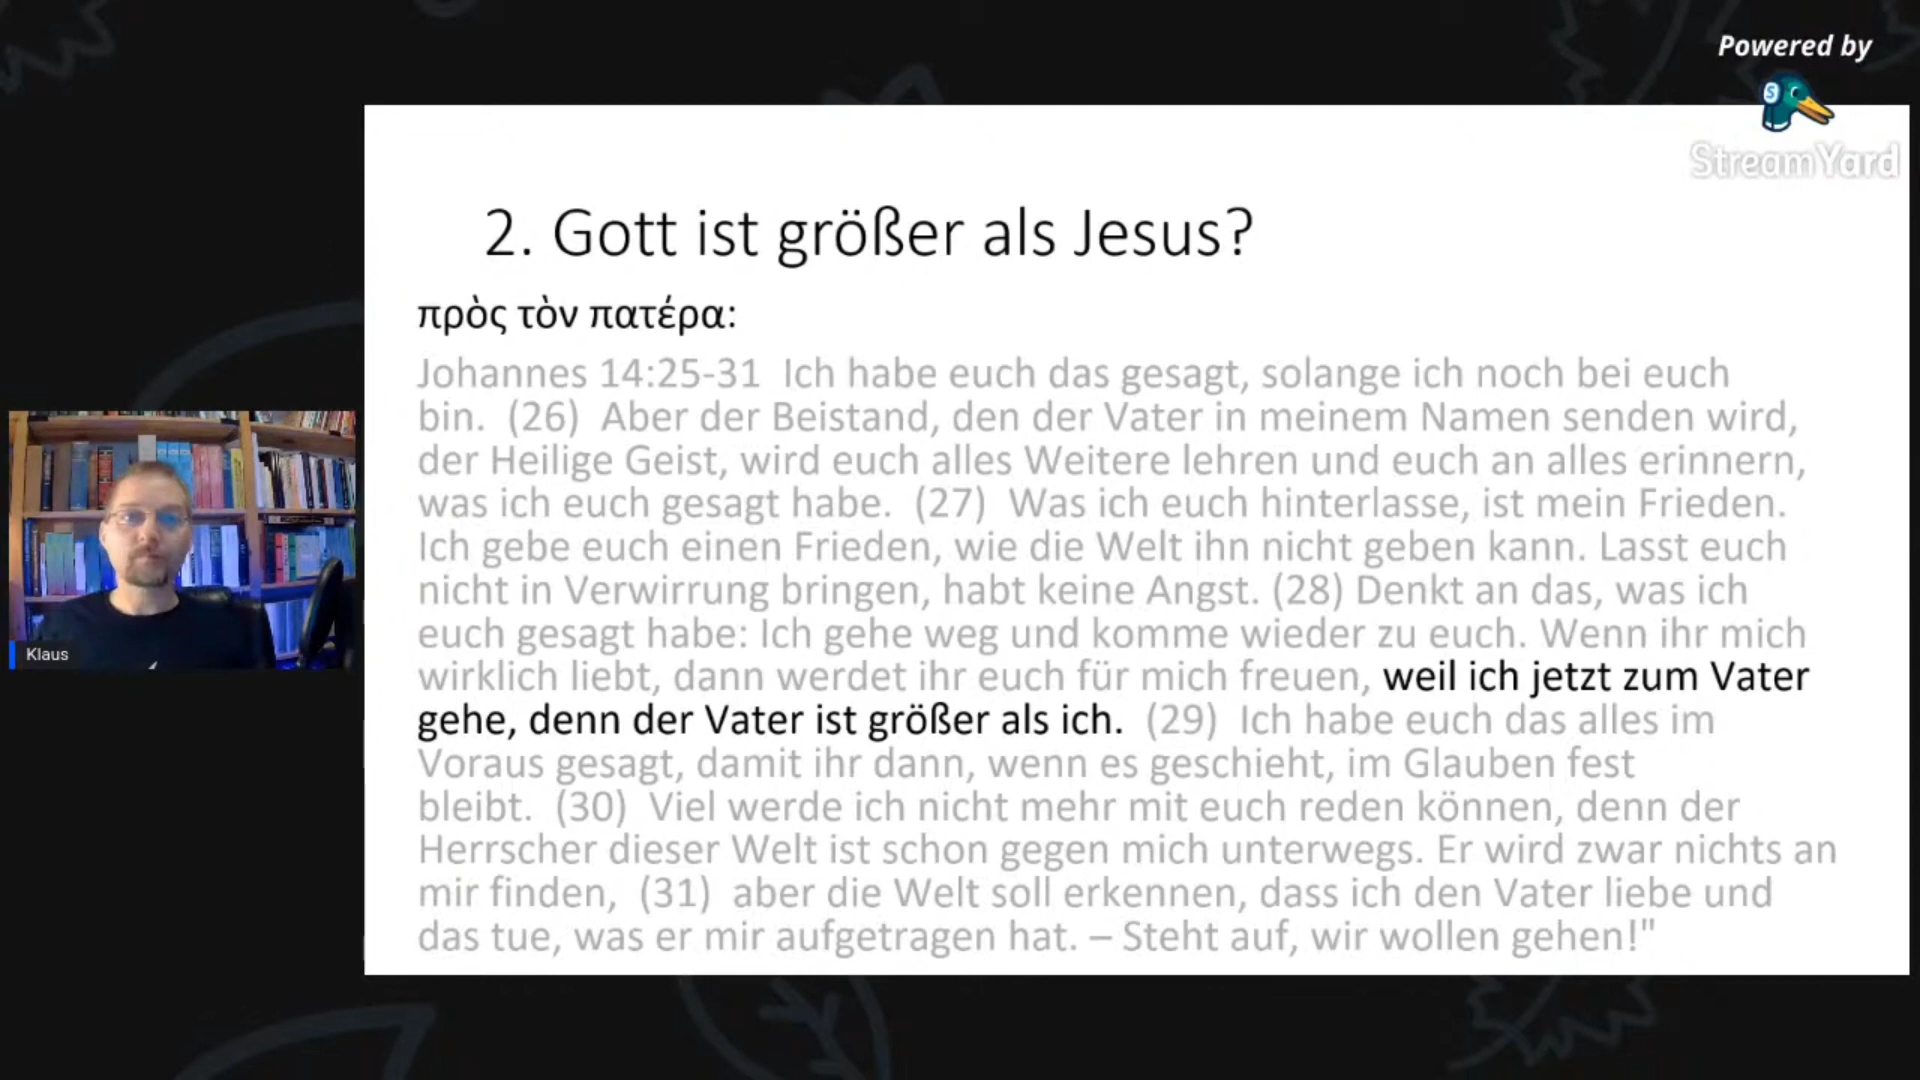 Powered by
StreamYard
2. Gott ist größer als Jesus?
πρὸς τὸν πατέρα:
Johannes 14:25-31  Ich habe euch das gesagt, solange ich noch bei euch
bin.  (26)  Aber der Beistand, den der Vater in meinem Namen senden wird,
der Heilige Geist, wird euch alles Weitere lehren und euch an alles erinnern,
was ich euch gesagt habe.  (27)  Was ich euch hinterlasse, ist mein Frieden.
Ich gebe euch einen Frieden, wie die Welt ihn nicht geben kann. Lasst euch
nicht in Verwirrung bringen, habt keine Angst. (28) Denkt an das, was ich
euch gesagt habe: Ich gehe weg und komme wieder zu euch. Wenn ihr mich
wirklich liebt, dann werdet ihr euch für mich freuen, weil ich jetzt zum Vater
gehe, denn der Vater ist größer als ich.  (29)  Ich habe euch das alles im
Voraus gesagt, damit ihr dann, wenn es geschieht, im Glauben fest
bleibt.  (30)  Viel werde ich nicht mehr mit euch reden können, denn der
Herrscher dieser Welt ist schon gegen mich unterwegs. Er wird zwar nichts an
mir finden,  (31)  aber die Welt soll erkennen, dass ich den Vater liebe und
das tue, was er mir aufgetragen hat. – Steht auf, wir wollen gehen!"
Klaus